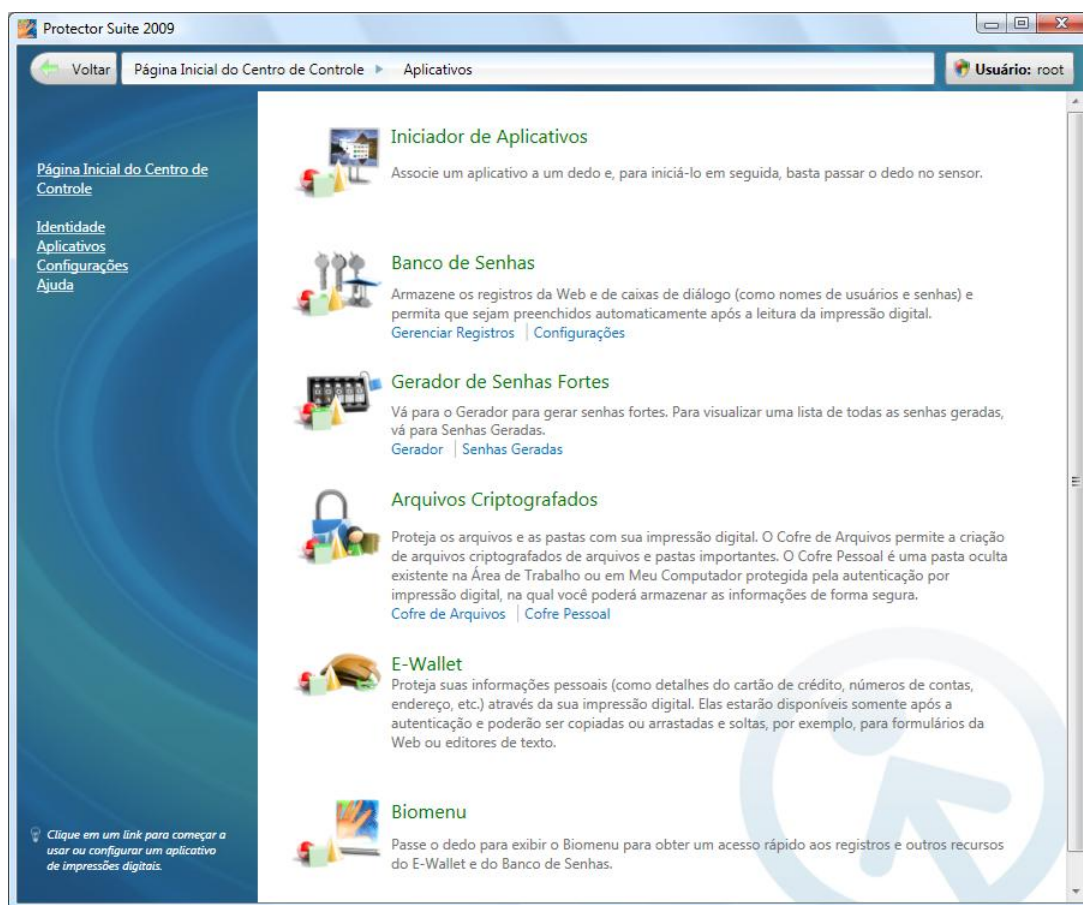 Protector Suite 2009
Voltar
Página Inicial do Centro de Controle
Aplicativos
Usuário: root
Página Inicial do Centro de
Controle
Identidade
Aplicativos
Configurações
Ajuda
Clique em um link para começar a
usar ou configurar um aplicativo
de impressões digitais.
Iniciador de Aplicativos
Associe um aplicativo a um dedo e, para iniciá-lo em seguida, basta passar o dedo no sensor.
Banco de Senhas
Armazene os registros da Web e de caixas de diálogo (como nomes de usuários e senhas) e
permita que sejam preenchidos automaticamente após a leitura da impressão digital.
Gerenciar Registros | Configurações
Gerador de Senhas Fortes
Vá para o Gerador para gerar senhas fortes. Para visualizar uma lista de todas as senhas geradas,
vá para Senhas Geradas.
Gerador | Senhas Geradas
Arquivos Criptografados
Proteja os arquivos e as pastas com sua impressão digital. O Cofre de Arquivos permite a criação
de arquivos criptografados de arquivos e pastas importantes. O Cofre Pessoal é uma pasta oculta
existente na Área de Trabalho ou em Meu Computador protegida pela autenticação por
impressão digital, na qual você poderá armazenar as informações de forma segura.
Cofre de Arquivos | Cofre Pessoal
E-Wallet
Proteja suas informações pessoais (como detalhes do cartão de crédito, números de contas,
endereço, etc.) através da sua impressão digital. Elas estarão disponíveis somente após a
autenticação e poderão ser copiadas ou arrastadas e soltas, por exemplo, para formulários da
Web ou editores de texto.
Biomenu
Passe o dedo para exibir o Biomenu para obter um acesso rápido aos registros e outros recursos
do E-Wallet e do Banco de Senhas.